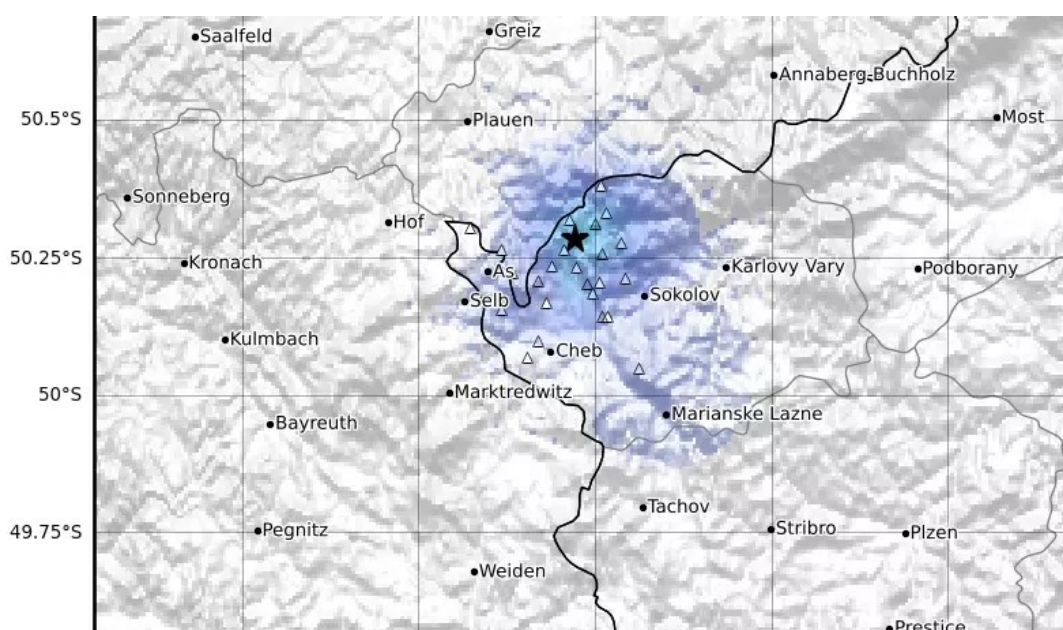 Greiz
Saalfeld
Annaberg-Buchholz
50.5°S
Plauen
Most
Sonneberg
Hof
50.25°S
Kronach
As
Karlovy Vary
Podborany
Selb
Sokolov
Kulmbach
Cheb
50°S
Marktredwitz
Marianske Lazne
Bayreuth
Tachov
49.75°S
Pegnitz
Stribro
Plzen
Weiden
Prestice